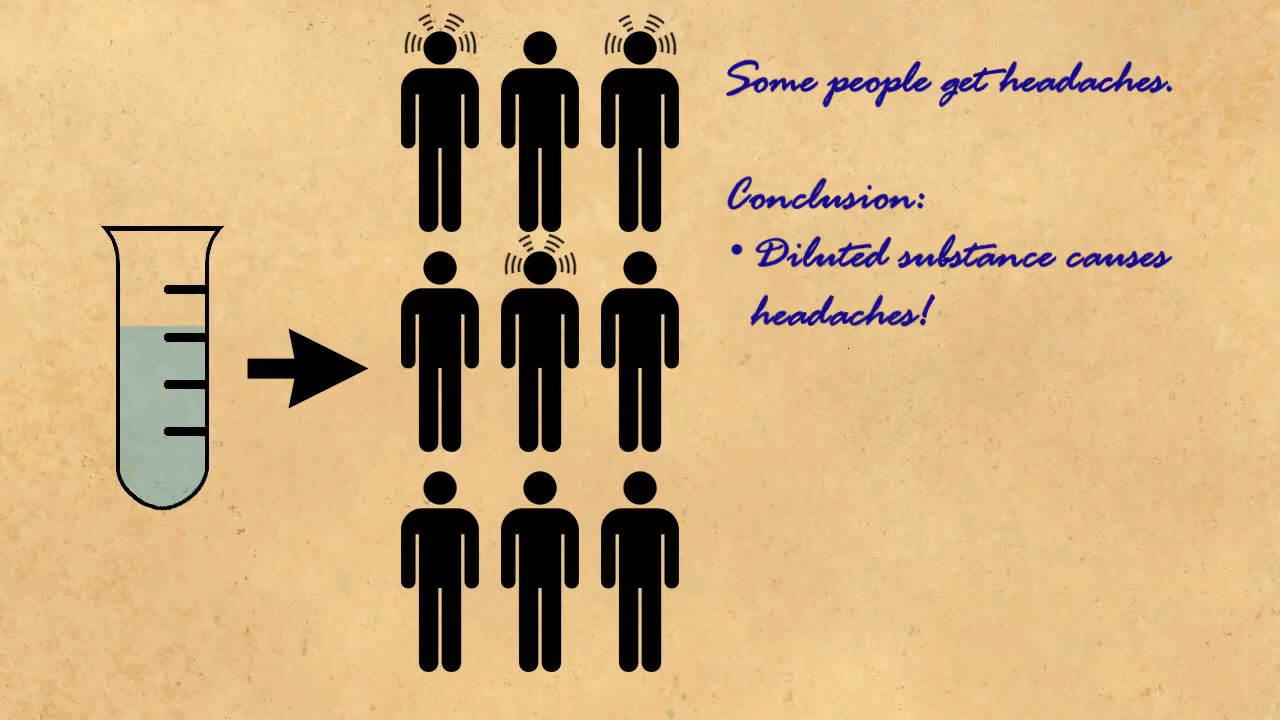 Some people get headaches.
Conclusion:
• Diluted substance causes
headaches!